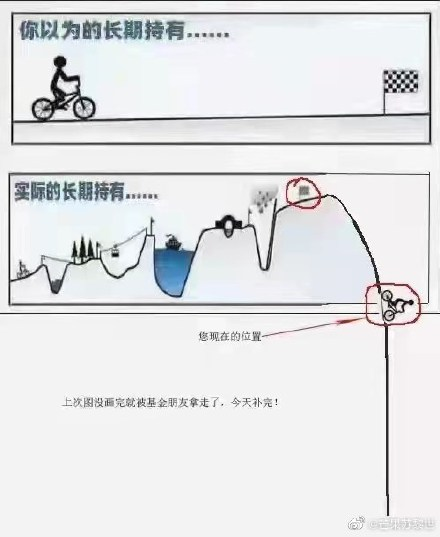 你以为的长期持有……
实际的长期持有……
您现在的位置
上次图没画完就被基金朋友拿走了，今天补完！